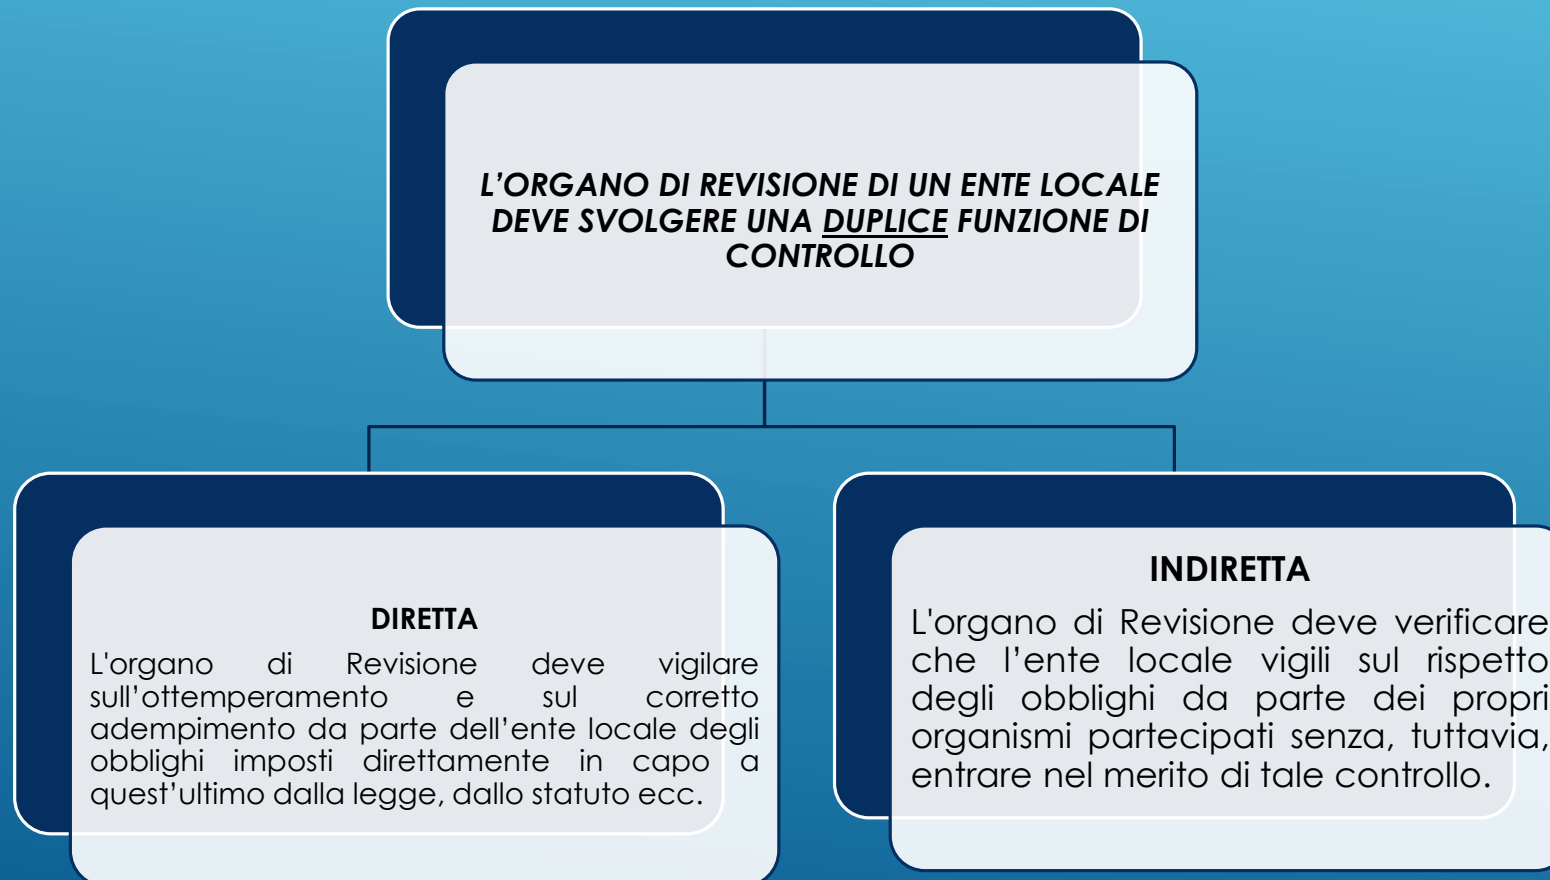 L’ORGANO DI REVISIONE DI UN ENTE LOCALE
DEVE SVOLGERE UNA DUPLICE FUNZIONE DI
CONTROLLO
DIRETTA
L'organo di Revisione deve vigilare
sull’ottemperamento e sul corretto
adempimento da parte dell’ente locale degli
obblighi imposti direttamente in capo a
quest’ultimo dalla legge, dallo statuto ecc.
INDIRETTA
L'organo di Revisione deve verificare
che l’ente locale vigili sul rispetto
degli obblighi da parte dei propri
organismi partecipati senza, tuttavia,
entrare nel merito di tale controllo.